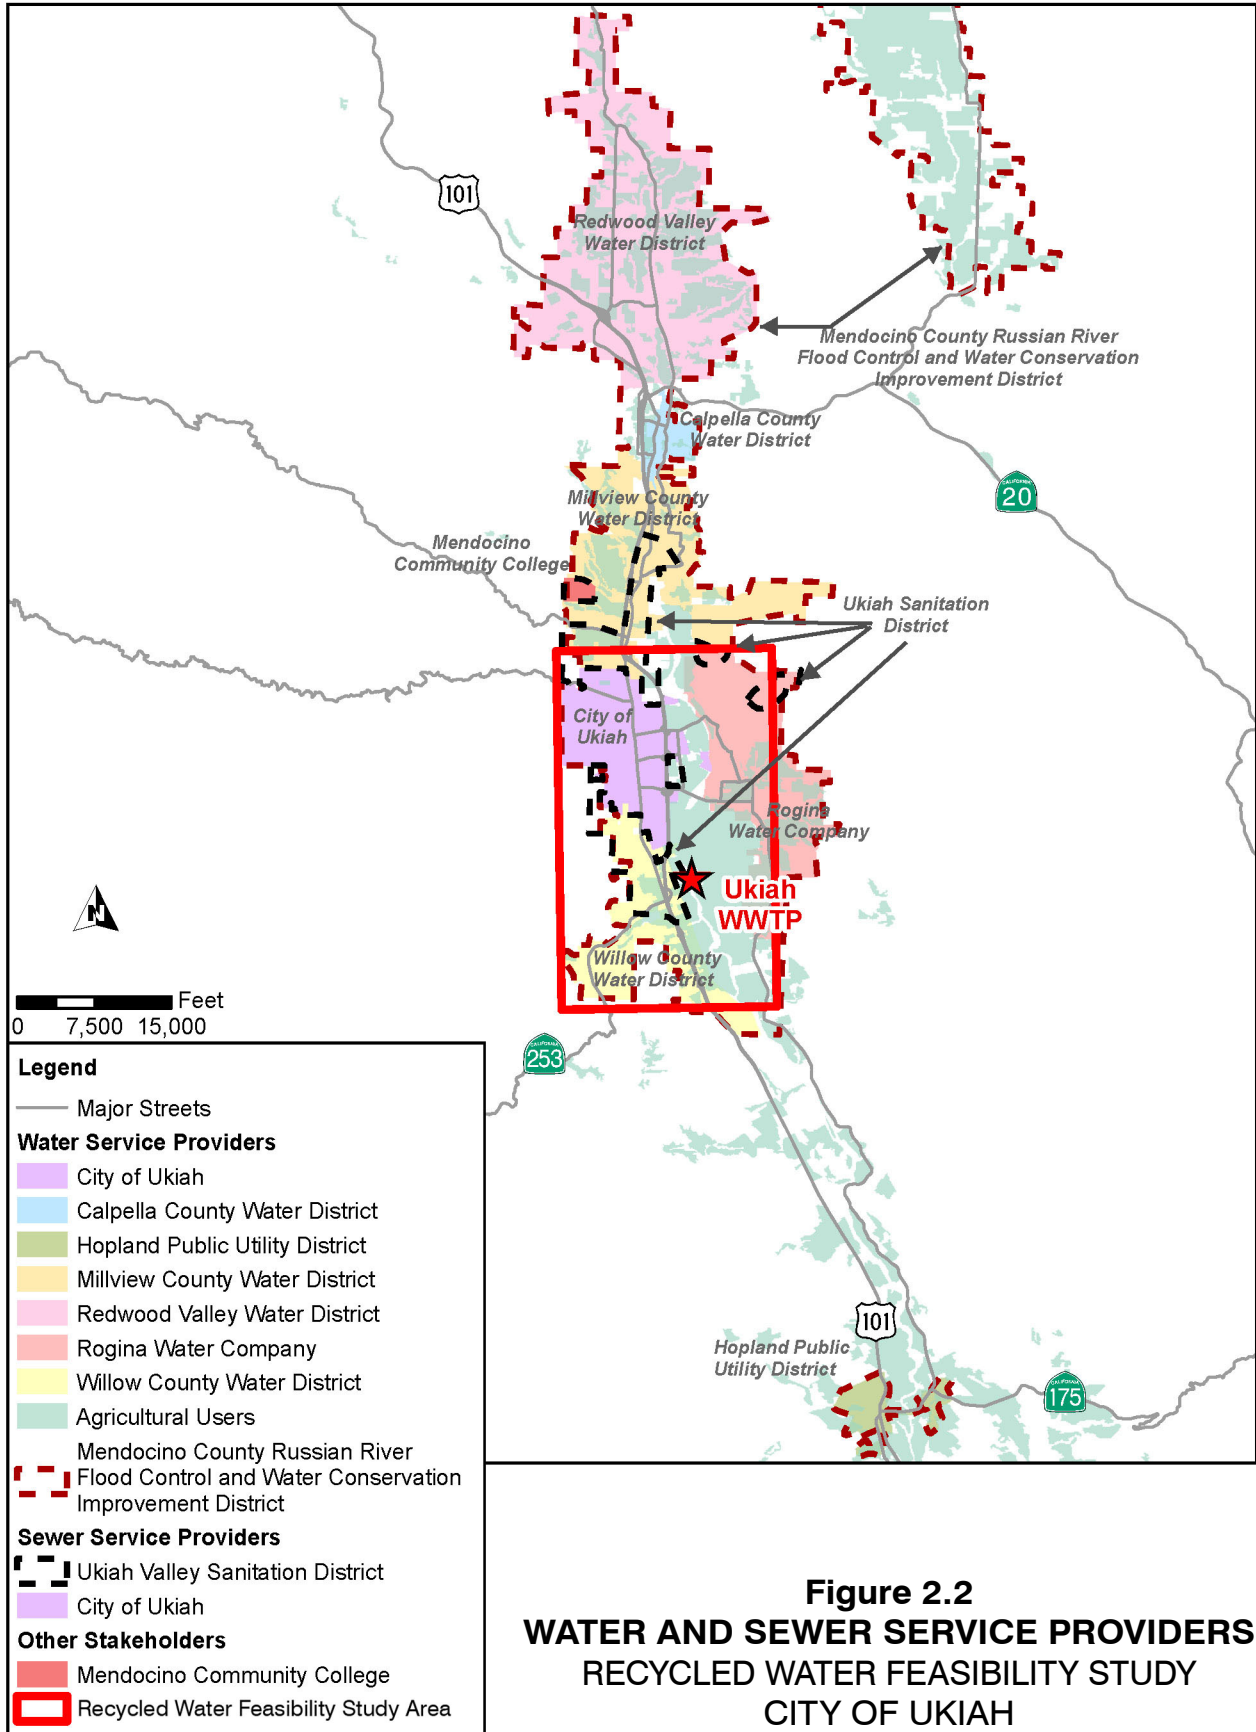 101
Redwood Valley
Water District
Mendocino County Russian River
Flood Control and Water Conservation
Improvement District
Calpella County
Water District
CALIFORNIA
20
Millview County
Water District
Mendocino
Community College
Ukiah Sanitation
District
City of
Ukiah
Rogina
Water Company
Ukiah
WWTP
N
Willow County
Water District
Feet
0 7,500 15,000
CALIFORNIA
253
101
Hopland Public
Utility District
CALIFORNIA
175
Legend
Major Streets
Water Service Providers
City of Ukiah
Calpella County Water District
Hopland Public Utility District
Millview County Water District
Redwood Valley Water District
Rogina Water Company
Willow County Water District
Agricultural Users
Mendocino County Russian River
Flood Control and Water Conservation
Improvement District
Sewer Service Providers
Ukiah Valley Sanitation District
City of Ukiah
Other Stakeholders
Mendocino Community College
Recycled Water Feasibility Study Area
Figure 2.2
WATER AND SEWER SERVICE PROVIDERS
RECYCLED WATER FEASIBILITY STUDY
CITY OF UKIAH